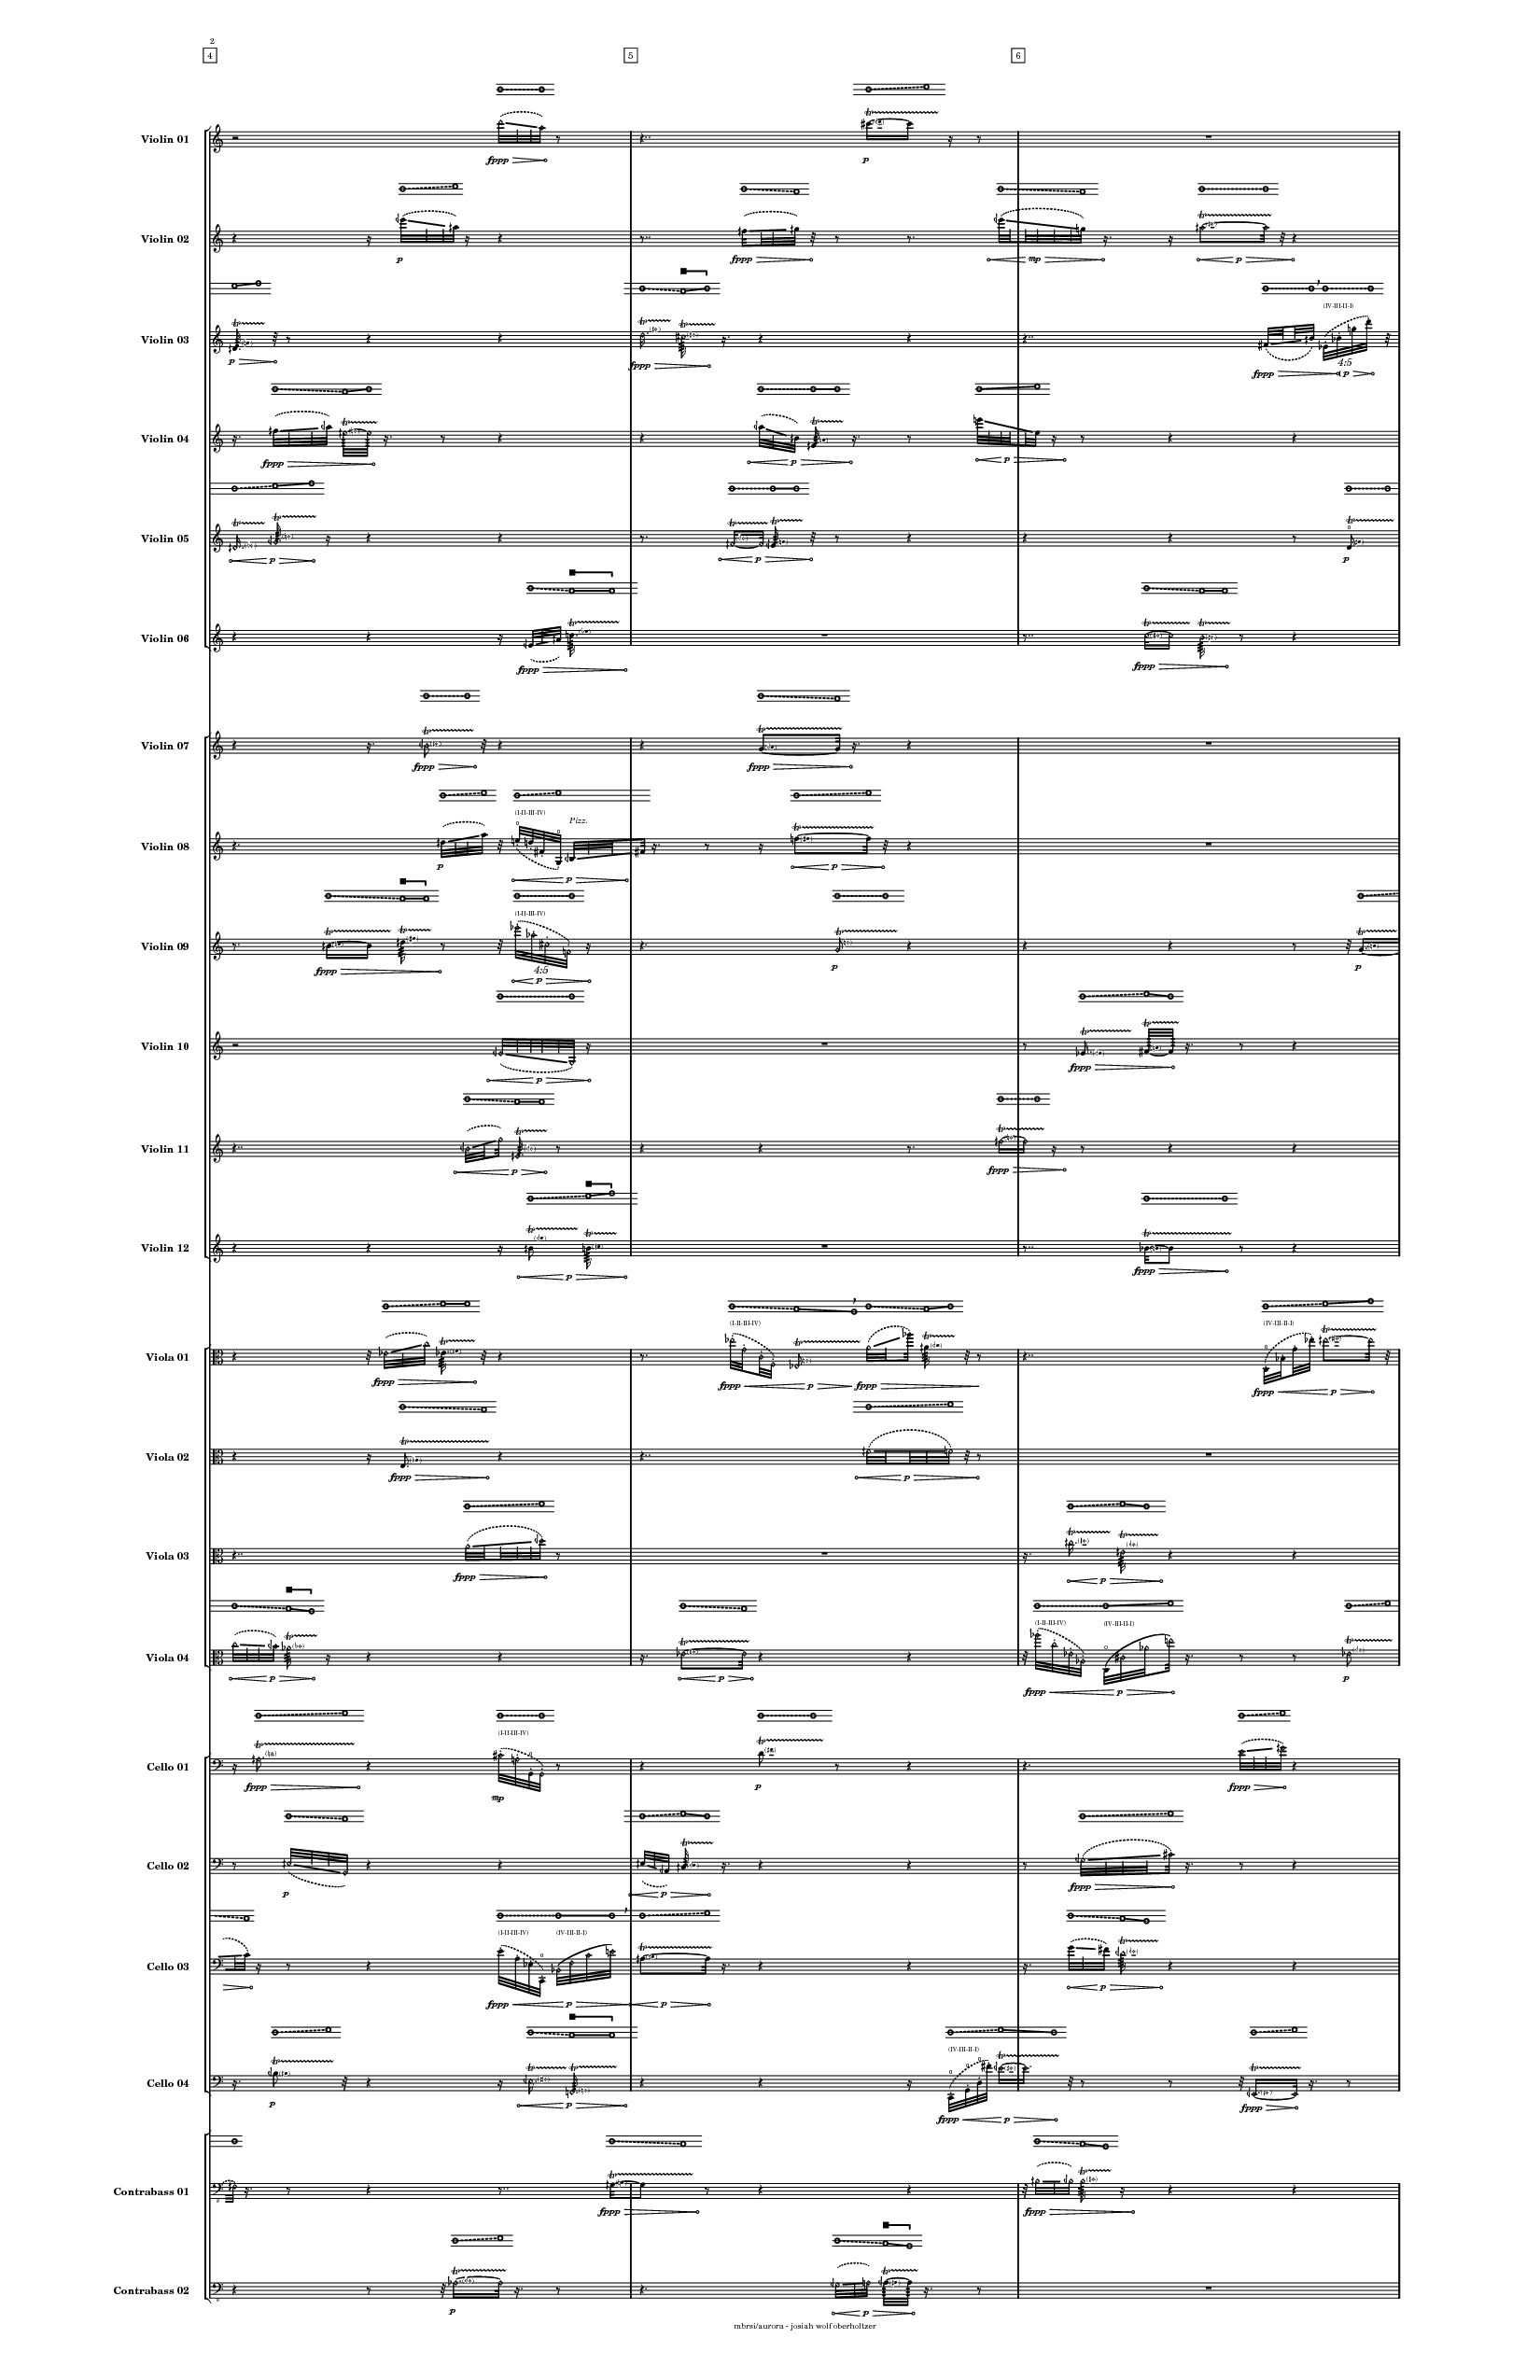 2
4 5 6
Violin 01
fppp p
Violin 02
p fppp mp p
Violin 03
(IV-III-II-I)
p fppp fppp 4:5 p
Violin 04
fppp p p
Violin 05
p p p
Violin 06
fppp fppp
Violin 07
fppp fppp
Violin 08
(I-II-III-IV) Pizz.
p p p
Violin 09
(I-II-III-IV)
fppp 4:5 p p p
Violin 10
p fppp
Violin 11
p fppp
Violin 12
p fppp
Viola 01
(I-II-III-IV) (IV-III-II-I)
fppp fppp p fppp fppp p
Viola 02
fppp p
Viola 03
fppp p
Viola 04
(I-II-III-IV) (IV-III-II-I)
p p fppp p p
Cello 01
(I-II-III-IV)
fppp mp p fppp
Cello 02
p p fppp
Cello 03
(I-II-III-IV) (IV-III-II-I)
fppp p p p
Cello 04
(IV-III-II-I)
p p fppp p fppp
Contrabass 01
fppp fppp
Contrabass 02
p p
mbrsi/aurora - josiah wolf oberholtzer